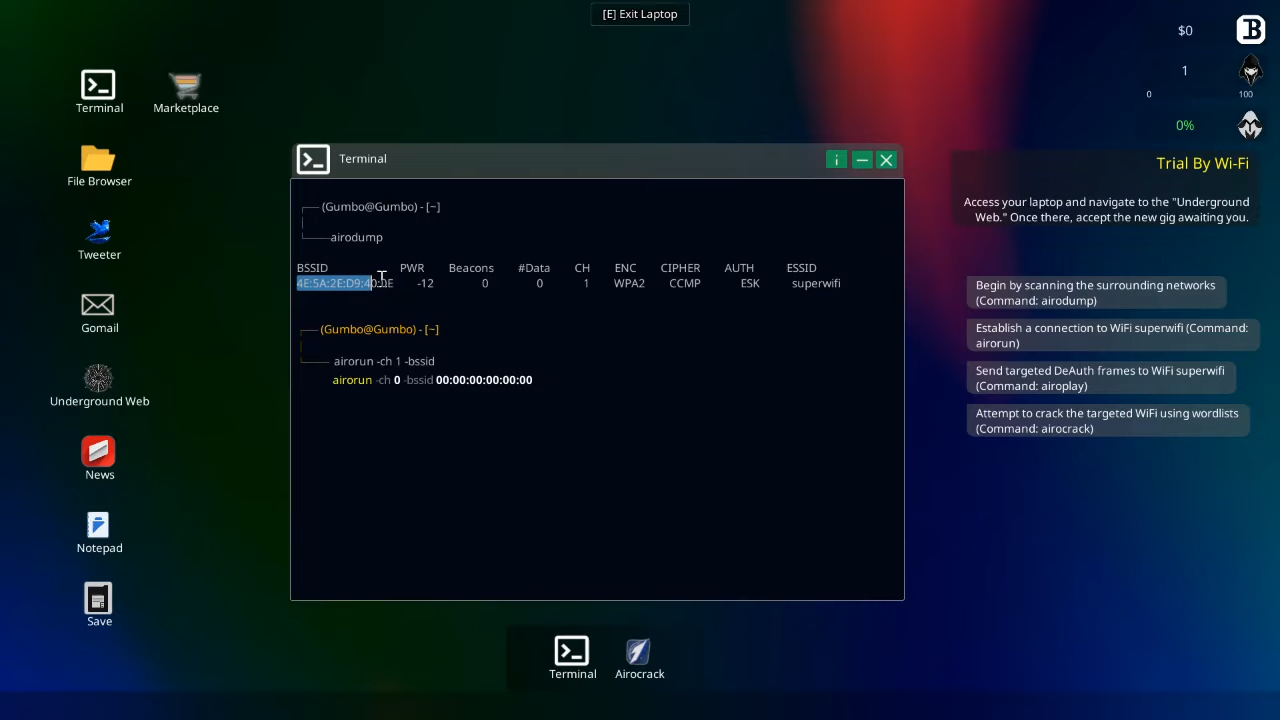 [E] Exit Laptop
$0
1
0 100
0%
Terminal
Marketplace
File Browser
Tweeter
Gomail
Underground Web
News
Notepad
Save
Terminal
(Gumbo@Gumbo) - [~]
airodump
BSSID PWR Beacons #Data CH ENC CIPHER AUTH ESSID
-12 0 0 1 WPA2 CCMP ESK superwifi
(Gumbo@Gumbo) - [~]
airorun -ch 1 -bssid
airorun -ch 0 -bssid 00:00:00:00:00:00
Trial By Wi-Fi
Access your laptop and navigate to the "Underground
Web." Once there, accept the new gig awaiting you.
Begin by scanning the surrounding networks
(Command: airodump)
Establish a connection to WiFi superwifi (Command:
airorun)
Send targeted DeAuth frames to WiFi superwifi
(Command: airoplay)
Attempt to crack the targeted WiFi using wordlists
(Command: airocrack)
Terminal
Airocrack